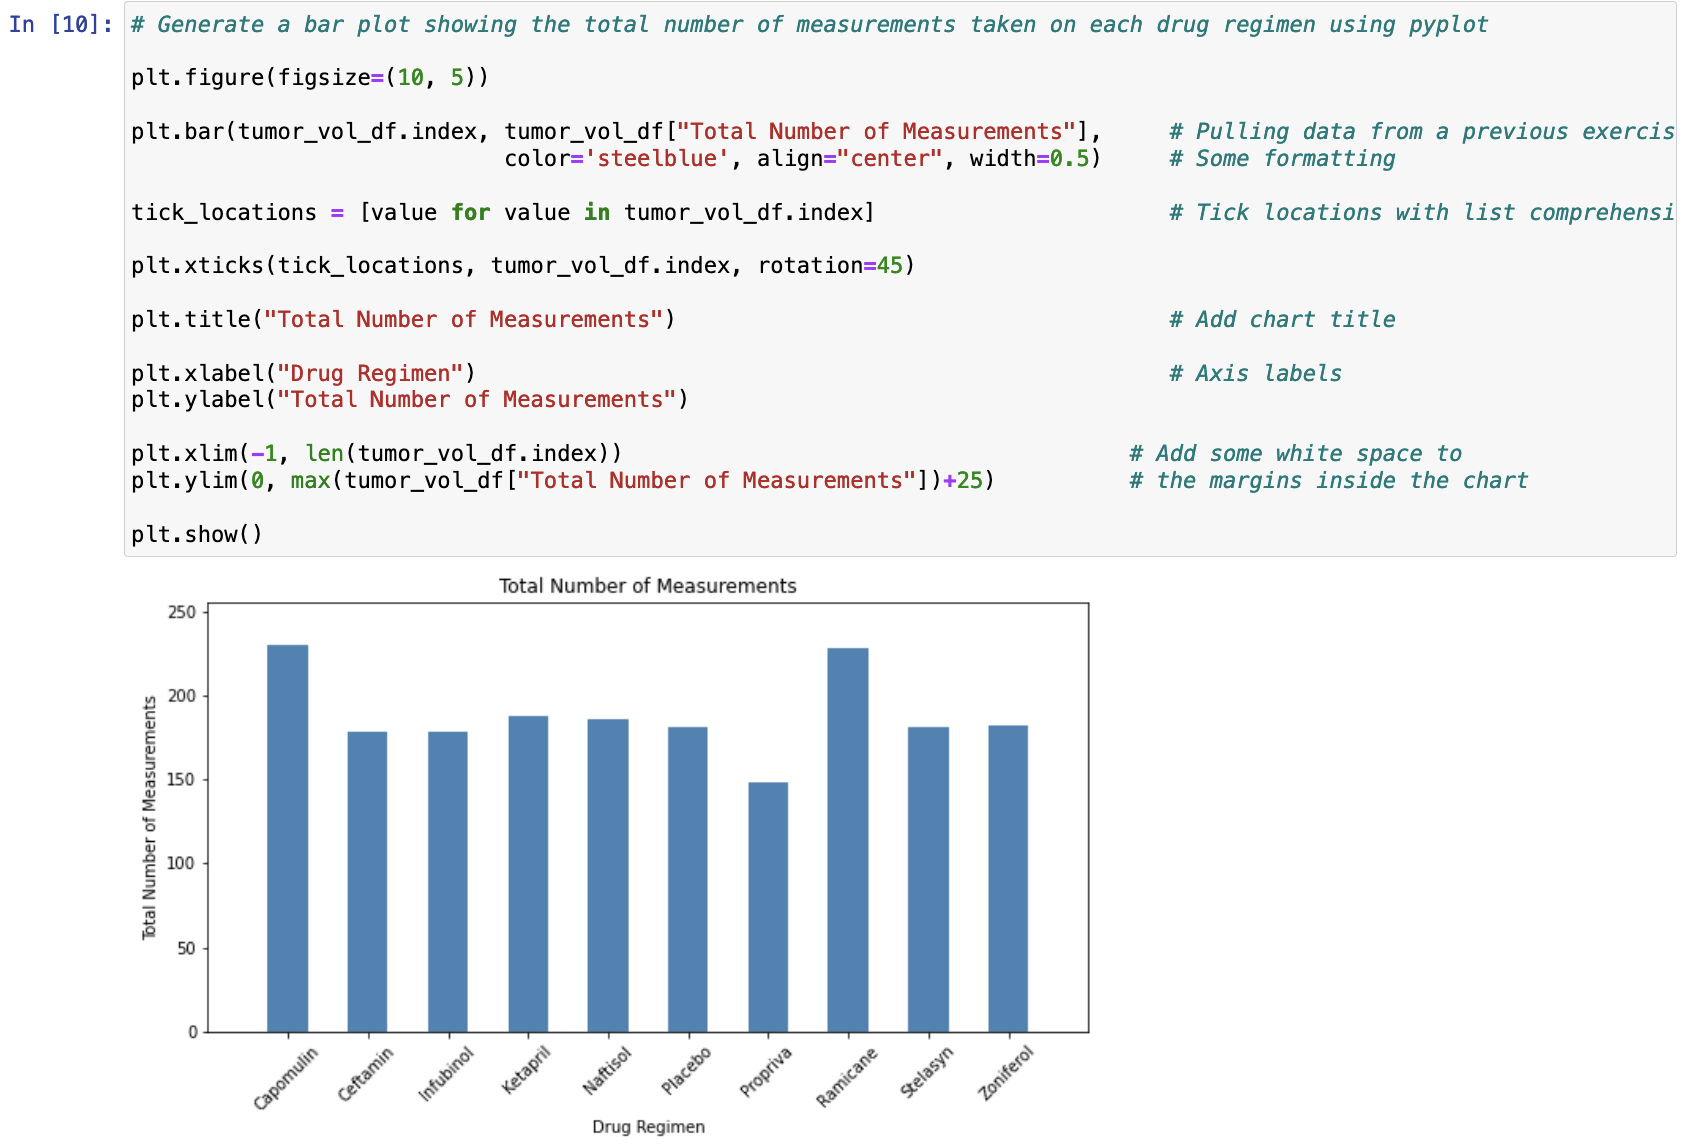 In [10]: # Generate a bar plot showing the total number of measurements taken on each drug regimen using pyplot
plt.figure(figsize=(10, 5))
plt.bar(tumor_vol_df.index, tumor_vol_df["Total Number of Measurements"], # Pulling data from a previous exercis
color='steelblue', align="center", width=0.5) # Some formatting
tick_locations = [value for value in tumor_vol_df.index] # Tick locations with list comprehensi
plt.xticks(tick_locations, tumor_vol_df.index, rotation=45)
plt.title("Total Number of Measurements") # Add chart title
plt.xlabel("Drug Regimen") # Axis labels
plt.ylabel("Total Number of Measurements")
plt.xlim(-1, len(tumor_vol_df.index)) # Add some white space to
plt.ylim(0, max(tumor_vol_df["Total Number of Measurements"])+25) # the margins inside the chart
plt.show()
Total Number of Measurements
250
200
150
100
50
0
Total Number of Measurements
Capomulin
Ceftamin
Infubinol
Ketapril
Naftisol
Placebo
Propriva
Ramicane
Stelasyn
Zoniferol
Drug Regimen